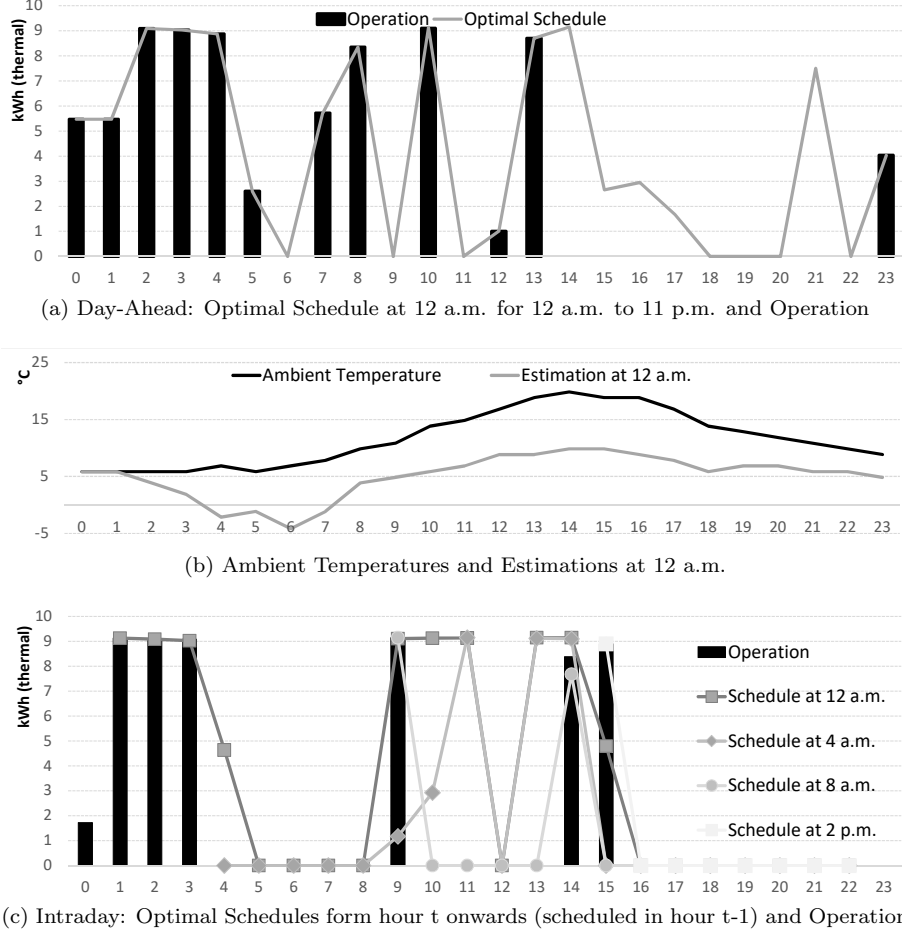 10
9
8
7
6
5
4
3
2
1
0
kWh (thermal)
Operation Optimal Schedule
0 1 2 3 4 5 6 7 8 9 10 11 12 13 14 15 16 17 18 19 20 21 22 23
(a) Day-Ahead: Optimal Schedule at 12 a.m. for 12 a.m. to 11 p.m. and Operation
25
15
5
-5
°C
Ambient Temperature Estimation at 12 a.m.
0 1 2 3 4 5 6 7 8 9 10 11 12 13 14 15 16 17 18 19 20 21 22 23
(b) Ambient Temperatures and Estimations at 12 a.m.
10
9
8
7
6
5
4
3
2
1
0
kWh (thermal)
Operation
Schedule at 12 a.m.
Schedule at 4 a.m.
Schedule at 8 a.m.
Schedule at 2 p.m.
0 1 2 3 4 5 6 7 8 9 10 11 12 13 14 15 16 17 18 19 20 21 22 23
(c) Intraday: Optimal Schedules form hour t onwards (scheduled in hour t-1) and Operation